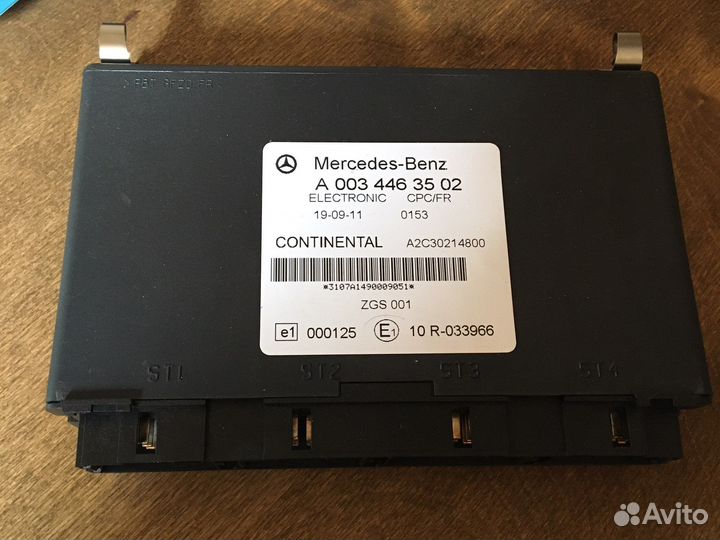 Mercedes-Benz
A 003 446 35 02
ELECTRONIC CPC/FR
19-09-11 0153
CONTINENTAL A2C30214800
*3107A1490009051*
ZGS 001
e1 000125 E1 10 R-033966
ST1 ST2 ST3 ST4
Avito